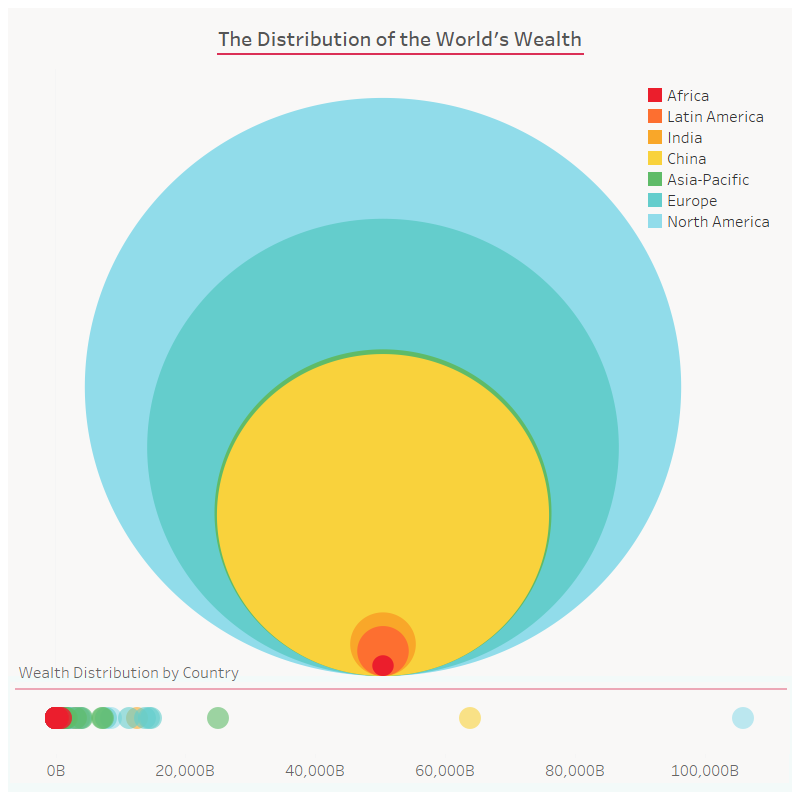 The Distribution of the World's Wealth
Africa
Latin America
India
China
Asia-Pacific
Europe
North America
Wealth Distribution by Country
0B 20,000B 40,000B 60,000B 80,000B 100,000B